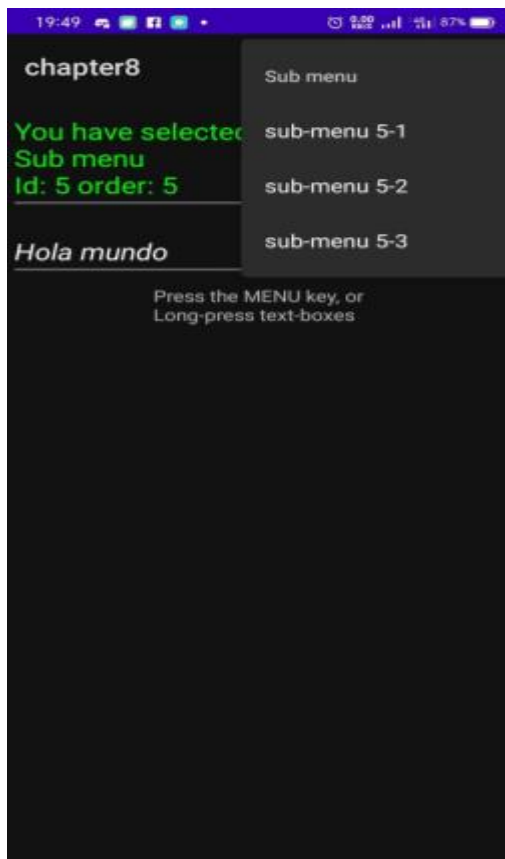 19:49
87%
chapter8
Sub menu
sub-menu 5-1
sub-menu 5-2
sub-menu 5-3
You have selected
Sub menu
Id: 5 order: 5
Hola mundo
Press the MENU key, or
Long-press text-boxes